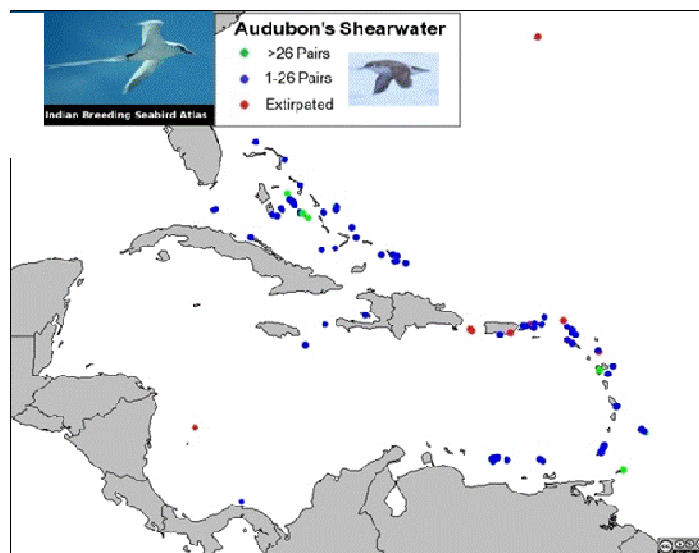 Audubon's Shearwater
>26 Pairs
1-26 Pairs
Extirpated
Indian Breeding Seabird Atlas